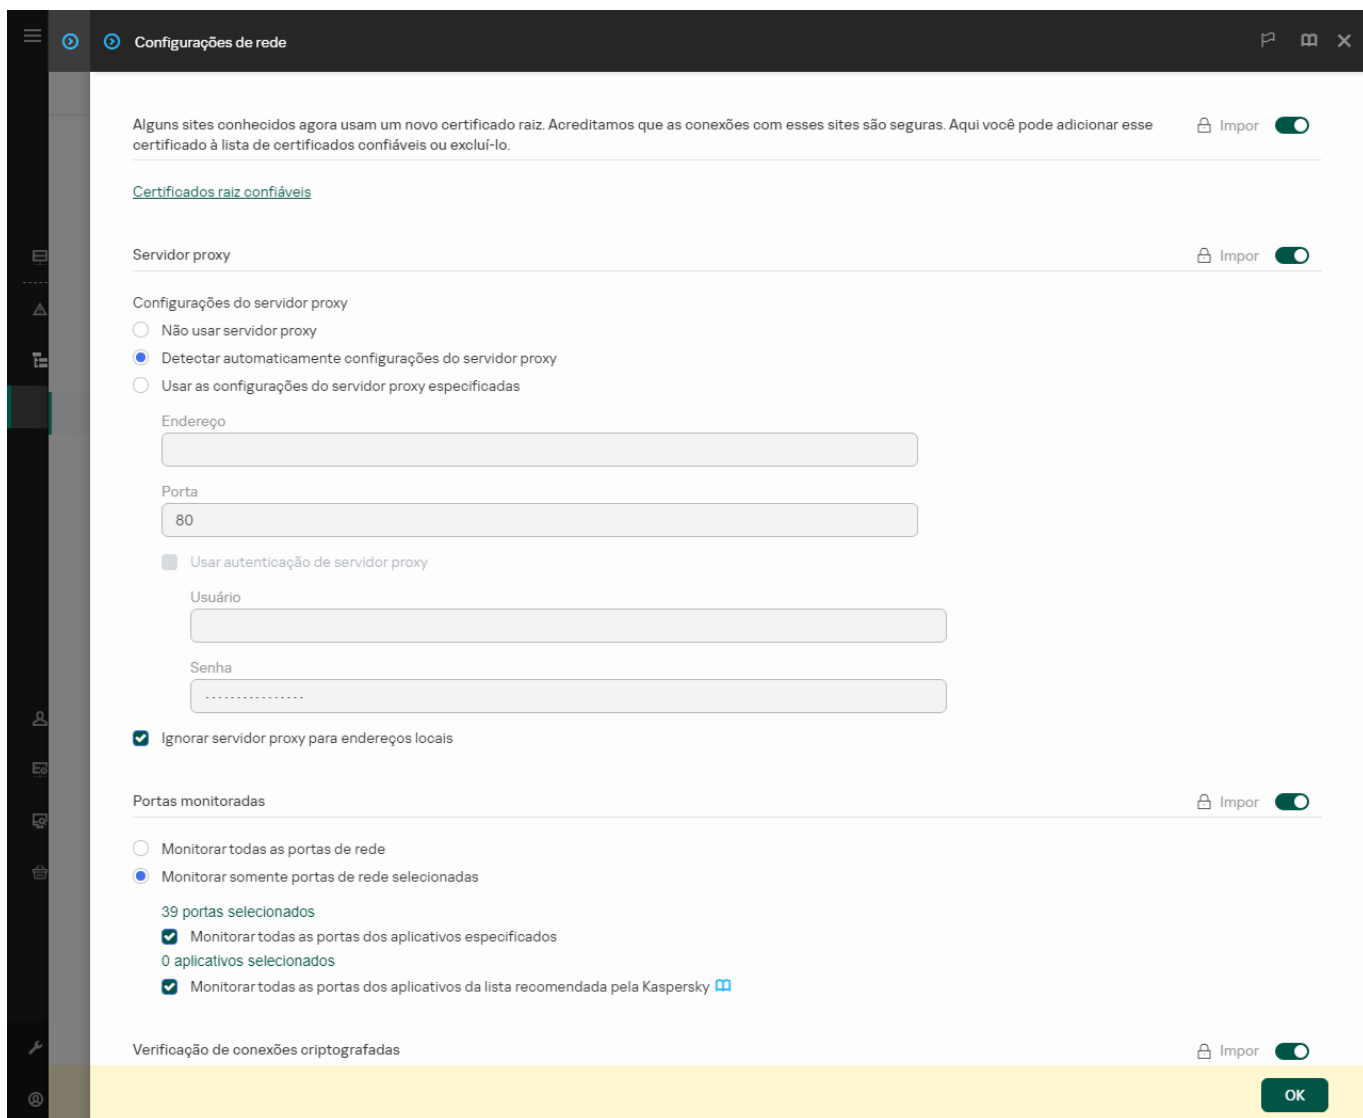 Configurações de rede
Alguns sites conhecidos agora usam um novo certificado raiz. Acreditamos que as conexões com esses sites são seguras. Aqui você pode adicionar esse
certificado à lista de certificados confiáveis ou excluí-lo.
Impor
Certificados raiz confiáveis
Servidor proxy
Impor
Configurações do servidor proxy
Não usar servidor proxy
Detectar automaticamente configurações do servidor proxy
Usar as configurações do servidor proxy especificadas
Endereço
Porta
80
Usar autenticação de servidor proxy
Usuário
Senha
················
Ignorar servidor proxy para endereços locais
Portas monitoradas
Impor
Monitorar todas as portas de rede
Monitorar somente portas de rede selecionadas
39 portas selecionados
Monitorar todas as portas dos aplicativos especificados
0 aplicativos selecionados
Monitorar todas as portas dos aplicativos da lista recomendada pela Kaspersky
Verificação de conexões criptografadas
Impor
OK